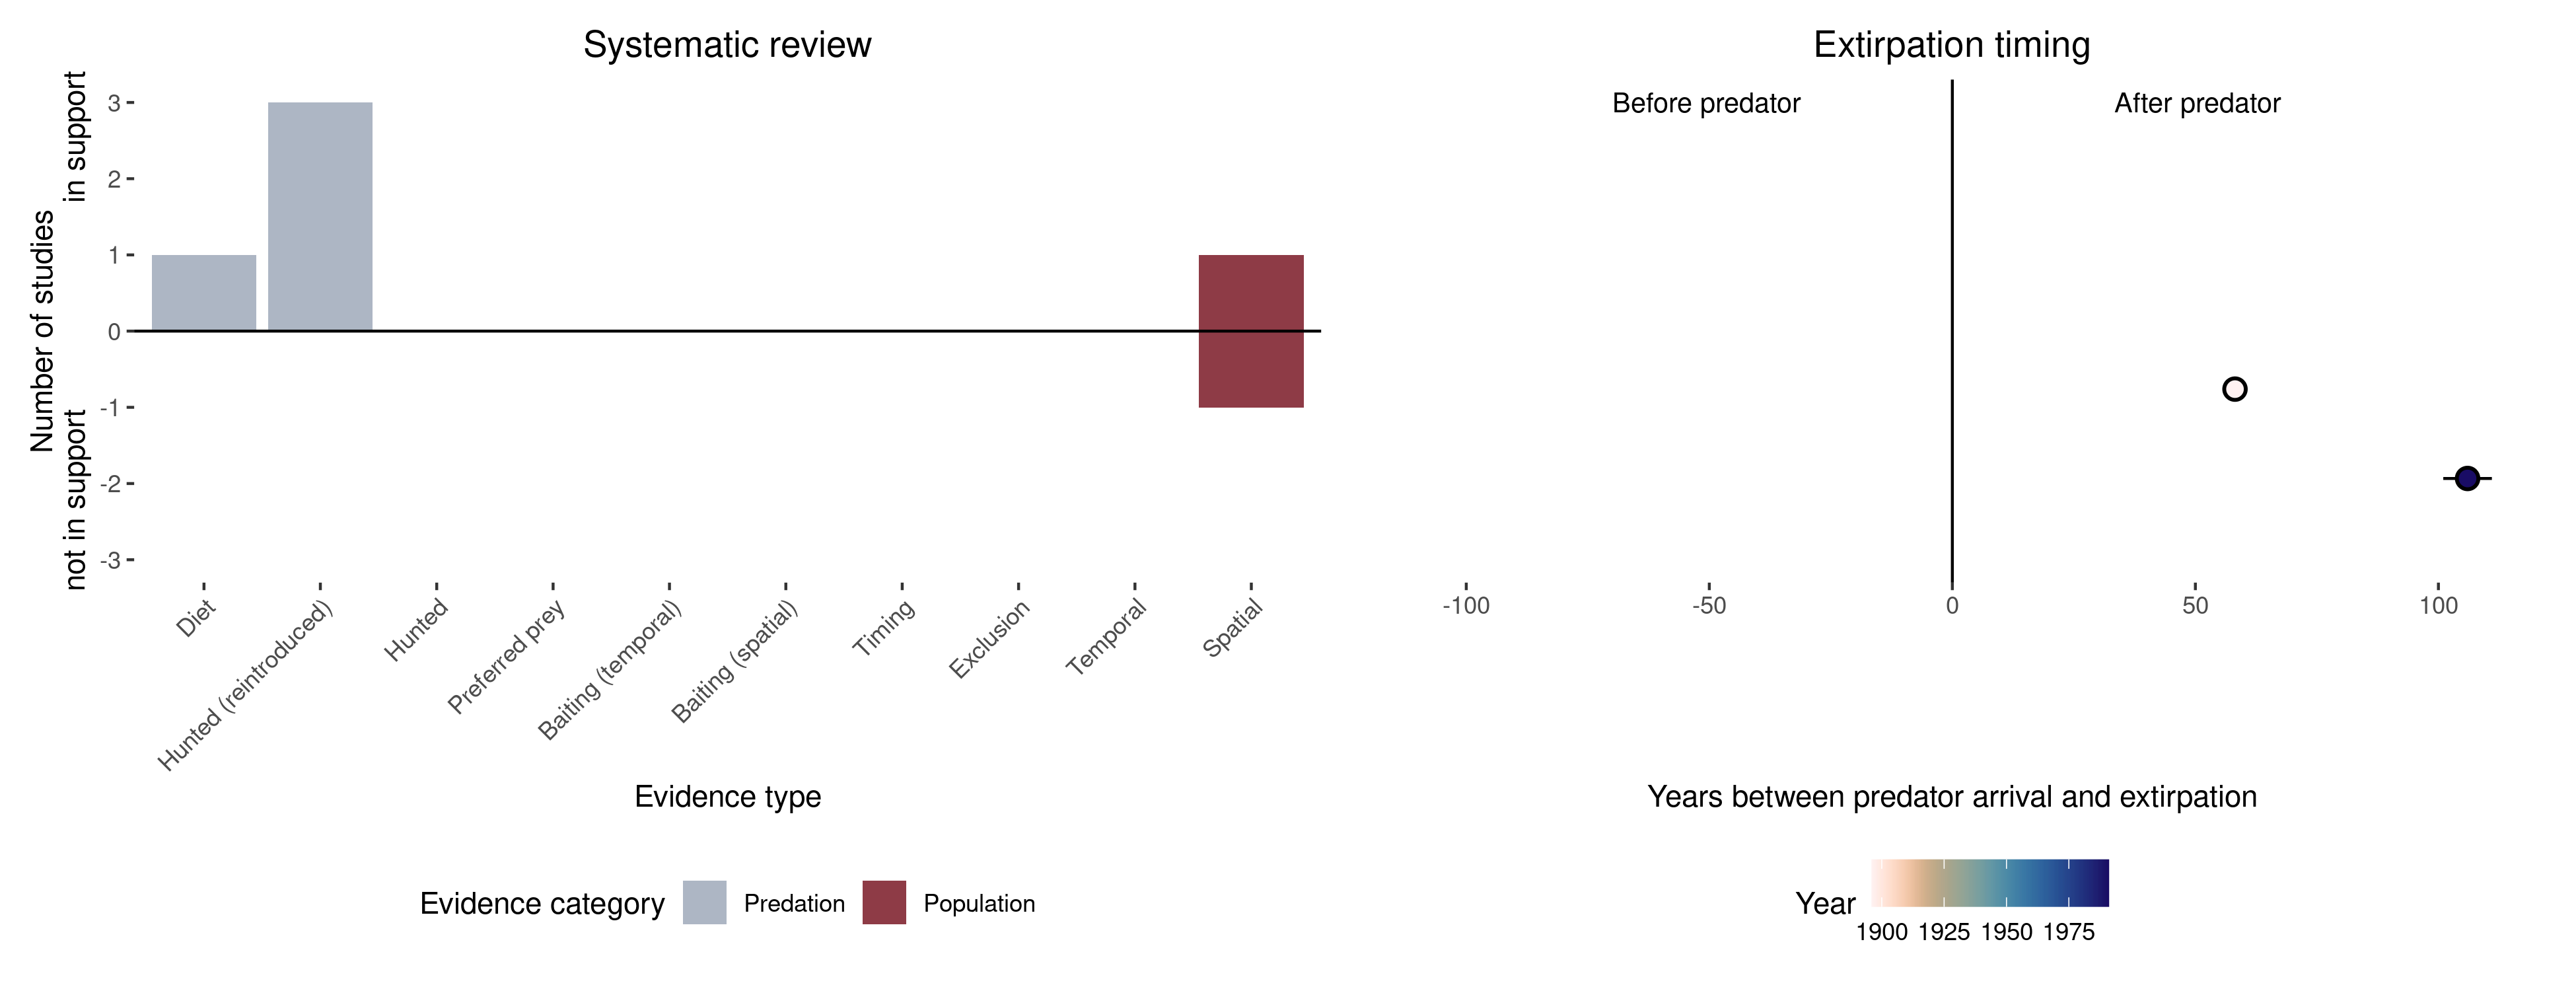 Systematic review
Number of studies
not in support
in support
3
2
1
0
-1
-2
-3
Diet
Hunted (reintroduced)
Hunted
Preferred prey
Baiting (temporal)
Baiting (spatial)
Timing
Exclusion
Temporal
Spatial
Evidence type
Evidence category
Predation
Population
Extirpation timing
Before predator
After predator
-100
-50
0
50
100
Years between predator arrival and extirpation
Year
1900 1925 1950 1975